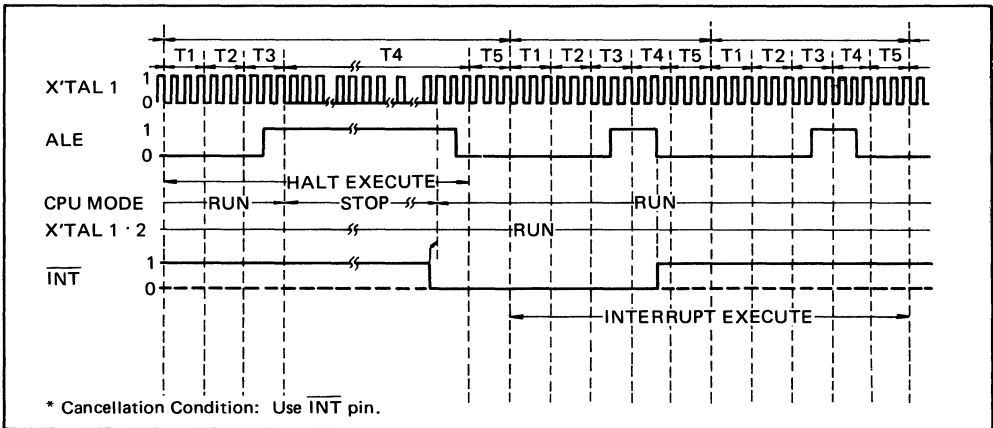 T1 T2 T3 T4 T5 T1 T2 T3 T4 T5 T1 T2 T3 T4 T5
X'TAL 1 1
0
ALE 1
0
HALT EXECUTE
CPU MODE RUN STOP RUN
X'TAL 1 · 2 RUN
INT 1
0
INTERRUPT EXECUTE
* Cancellation Condition: Use INT pin.